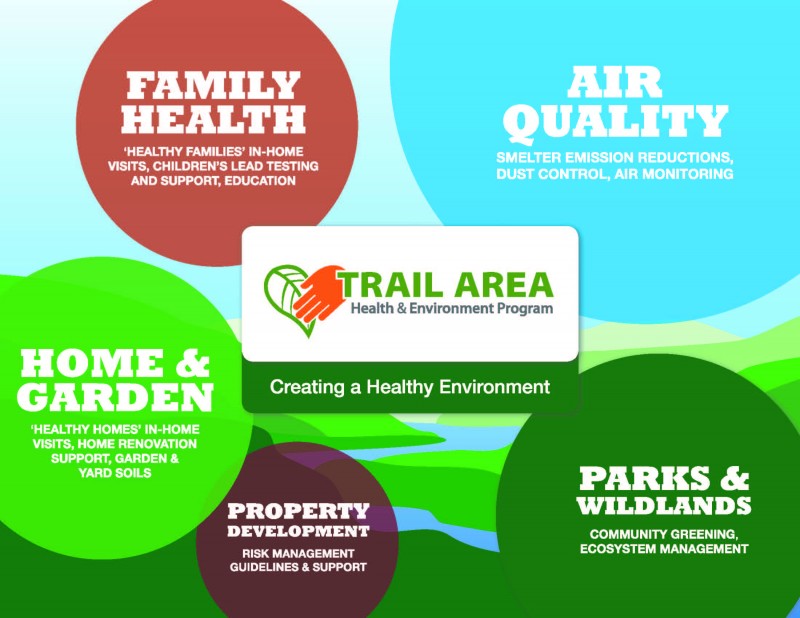 FAMILY
HEALTH
'HEALTHY FAMILIES' IN-HOME
VISITS, CHILDREN'S LEAD TESTING
AND SUPPORT, EDUCATION
AIR
QUALITY
SMELTER EMISSION REDUCTIONS,
DUST CONTROL, AIR MONITORING
TRAIL AREA
Health & Environment Program
Creating a Healthy Environment
HOME &
GARDEN
'HEALTHY HOMES' IN-HOME
VISITS, HOME RENOVATION
SUPPORT, GARDEN &
YARD SOILS
PROPERTY
DEVELOPMENT
RISK MANAGEMENT
GUIDELINES & SUPPORT
PARKS &
WILDLANDS
COMMUNITY GREENING,
ECOSYSTEM MANAGEMENT